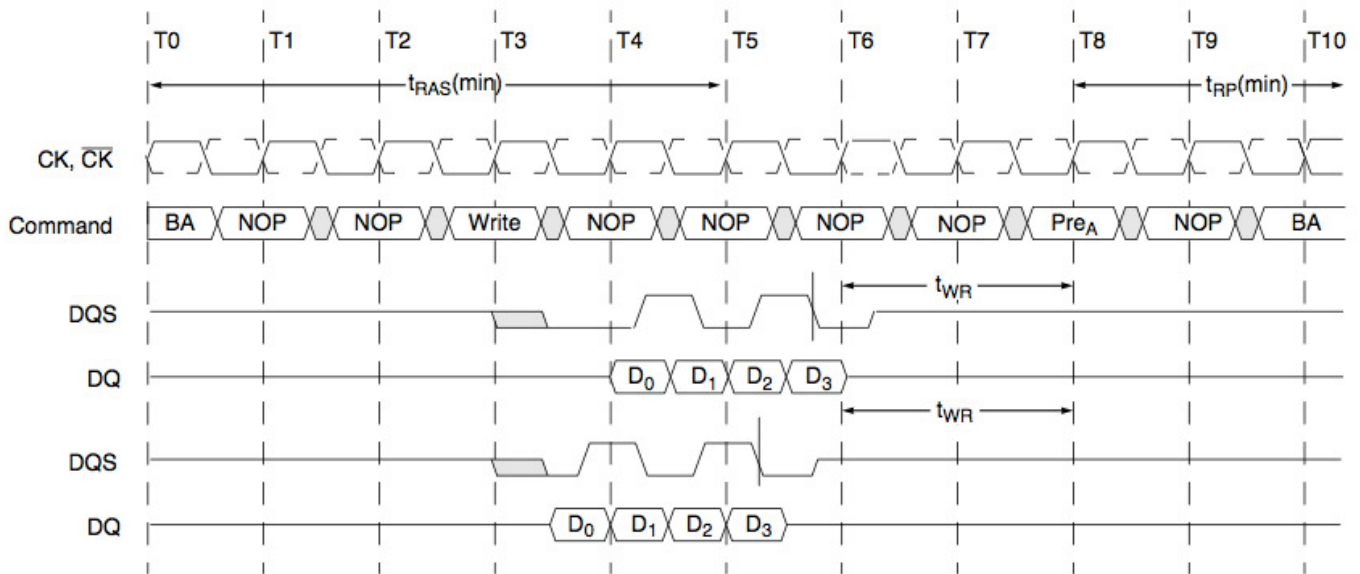 T0 T1 T2 T3 T4 T5 T6 T7 T8 T9 T10
tRAS(min) tRP(min)
CK, C̅K̅
Command BA NOP NOP Write NOP NOP NOP NOP PreA NOP BA
tWR
DQS
DQ D0 D1 D2 D3
tWR
DQS
DQ D0 D1 D2 D3